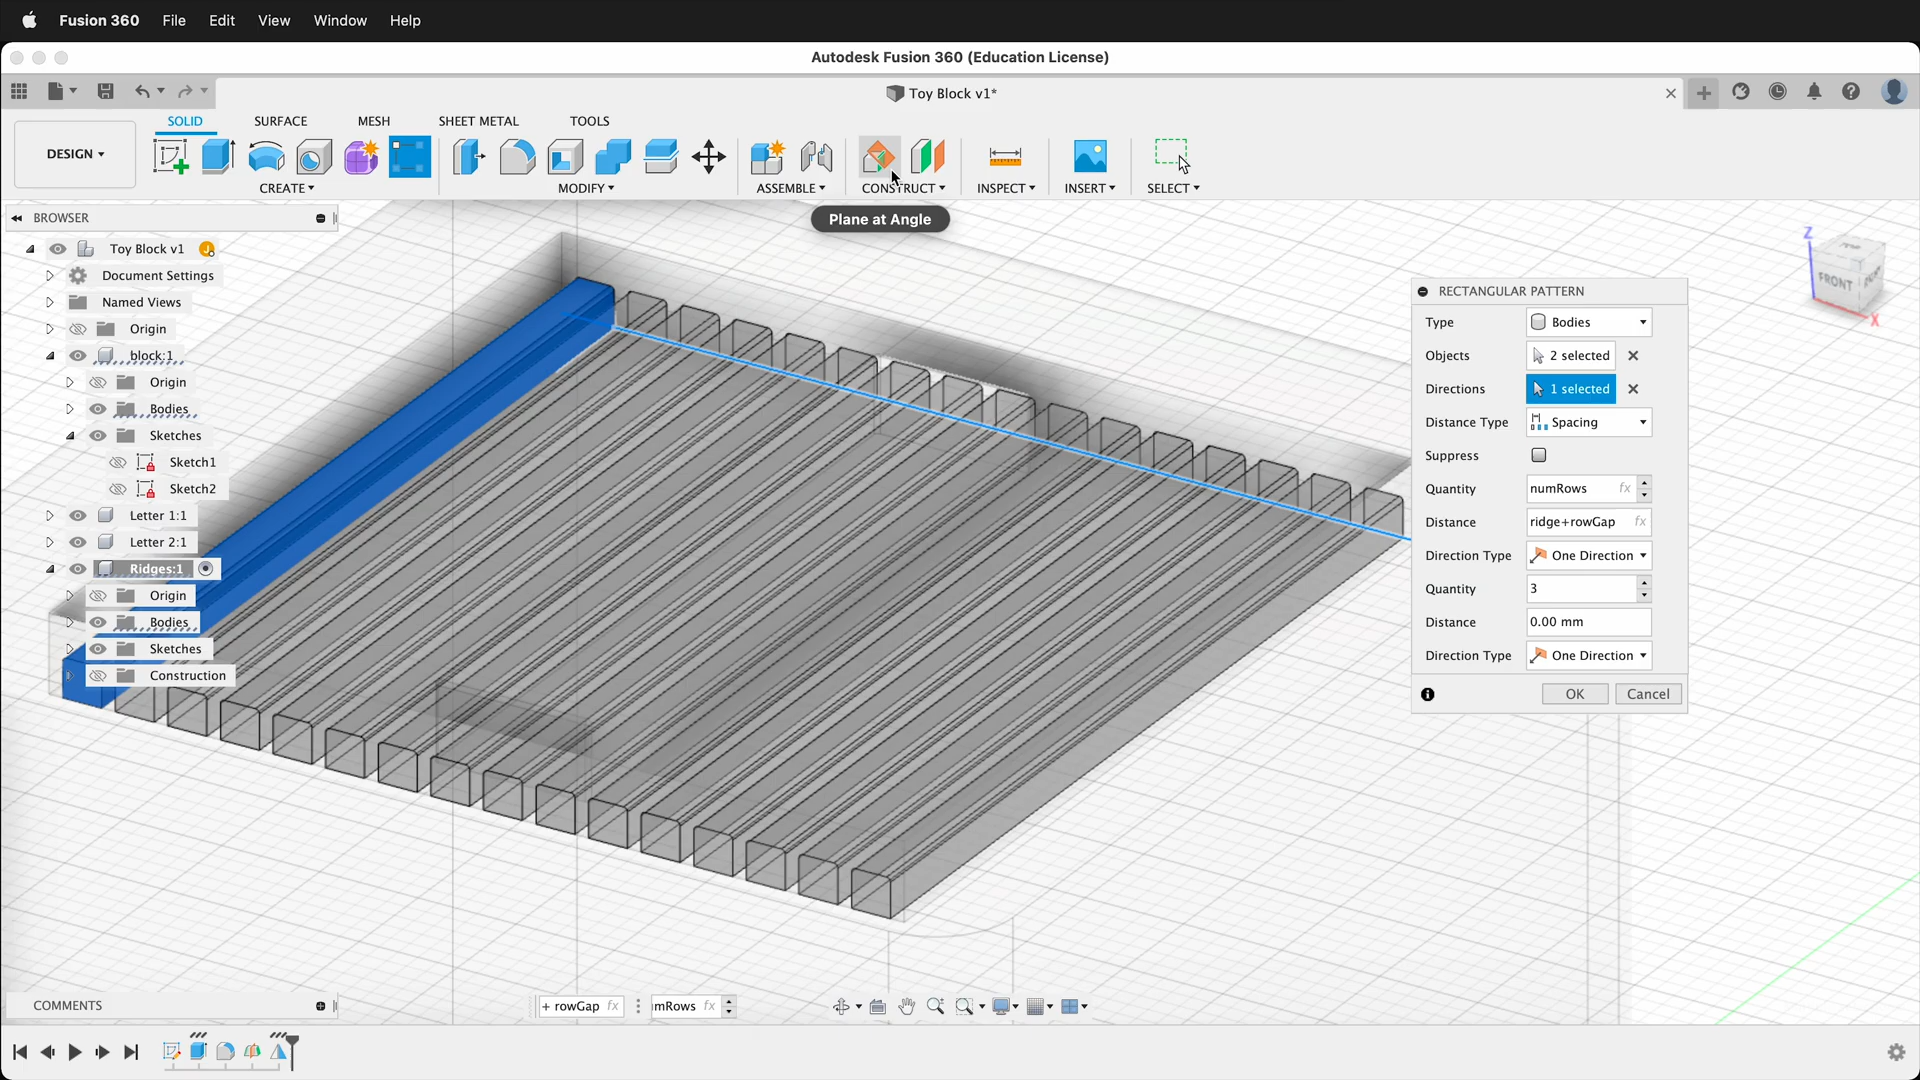 Fusion 360 File Edit View Window Help
Autodesk Fusion 360 (Education License)
Toy Block v1*
DESIGN
SOLID SURFACE MESH SHEET METAL TOOLS
CREATE MODIFY ASSEMBLE CONSTRUCT INSPECT INSERT SELECT
Plane at Angle
BROWSER
Toy Block v1
Document Settings
Named Views
Origin
block:1
Origin
Bodies
Sketches
Sketch1
Sketch2
Letter 1:1
Letter 2:1
Ridges:1
Origin
Bodies
Sketches
Construction
Z
FRONT
X
RECTANGULAR PATTERN
Type Bodies
Objects 2 selected
Directions 1 selected
Distance Type Spacing
Suppress
Quantity numRows fx
Distance ridge+rowGap fx
Direction Type One Direction
Quantity 3
Distance 0.00 mm
Direction Type One Direction
OK Cancel
COMMENTS
+ rowGap fx mRows fx